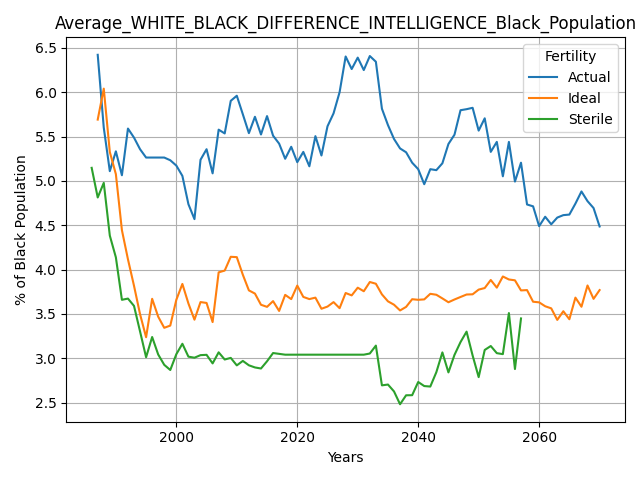 Average_WHITE_BLACK_DIFFERENCE_INTELLIGENCE_Black_Population
Fertility
Actual
Ideal
Sterile
% of Black Population
6.5
6.0
5.5
5.0
4.5
4.0
3.5
3.0
2.5
2000
2020
2040
2060
Years